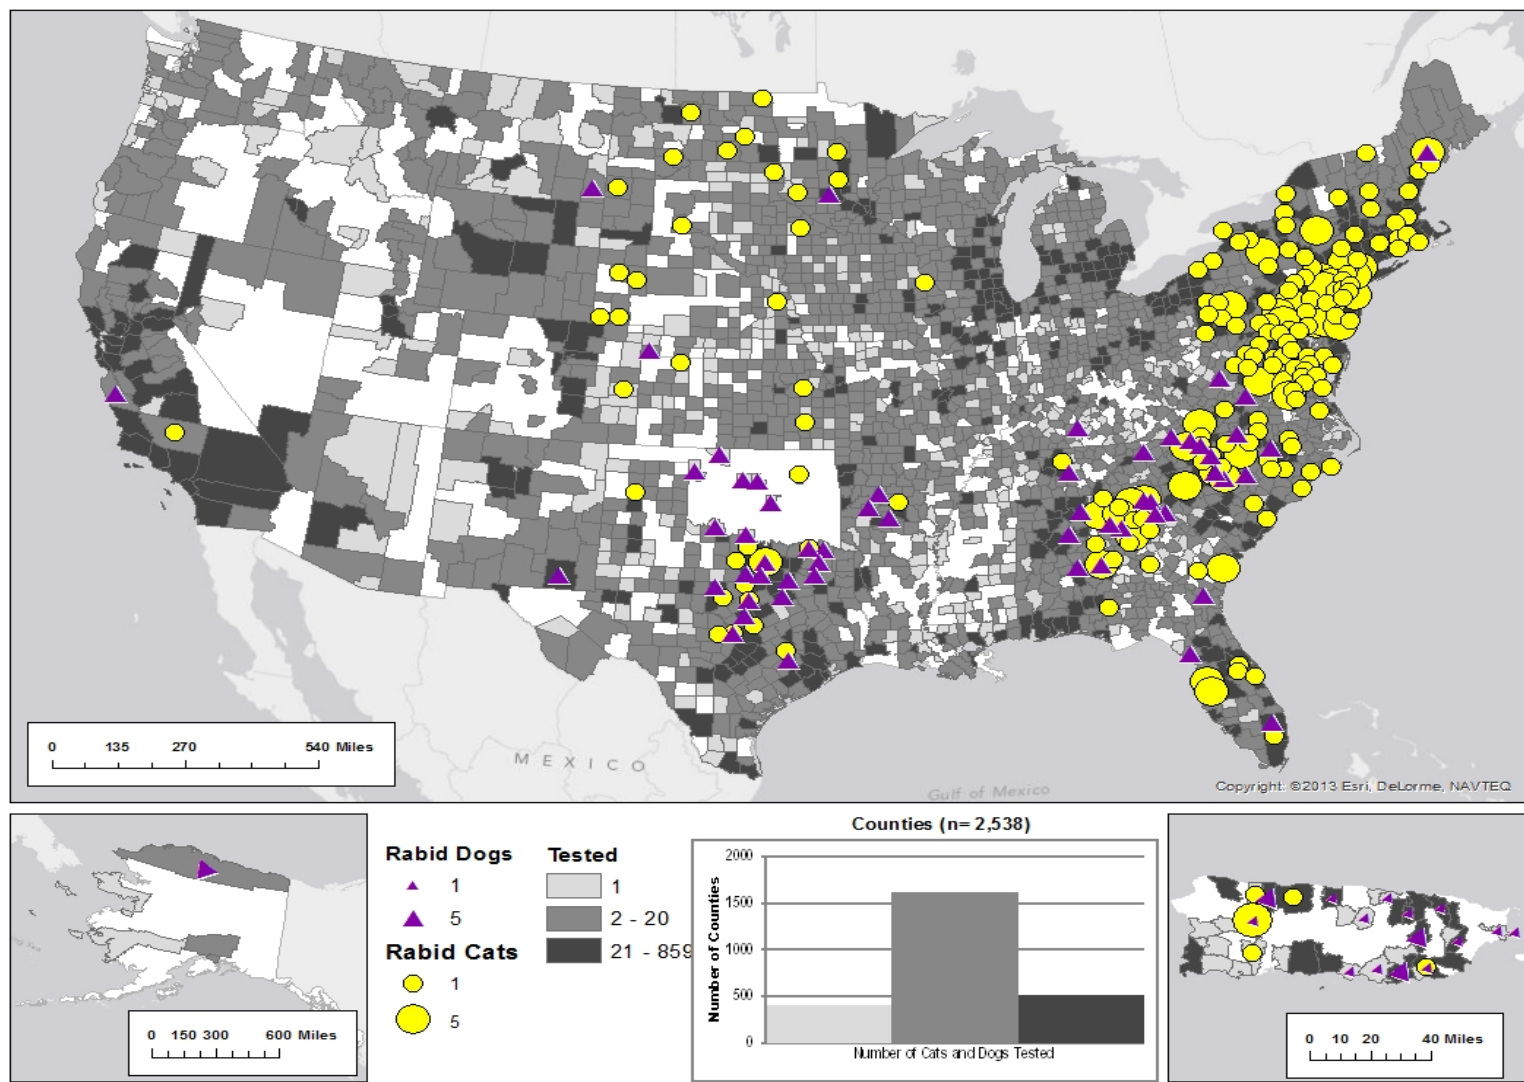 MEXICO
Gulf of Mexico
0 135 270 540 Miles
Copyright: ©2013 Esri, DeLorme, NAVTEQ
0 150 300 600 Miles
Rabid Dogs
1
5
Rabid Cats
1
5
Tested
1
2 - 20
21 - 859
Counties (n= 2,538)
Number of Counties
2000
1500
1000
500
0
Number of Cats and Dogs Tested
0 10 20 40 Miles